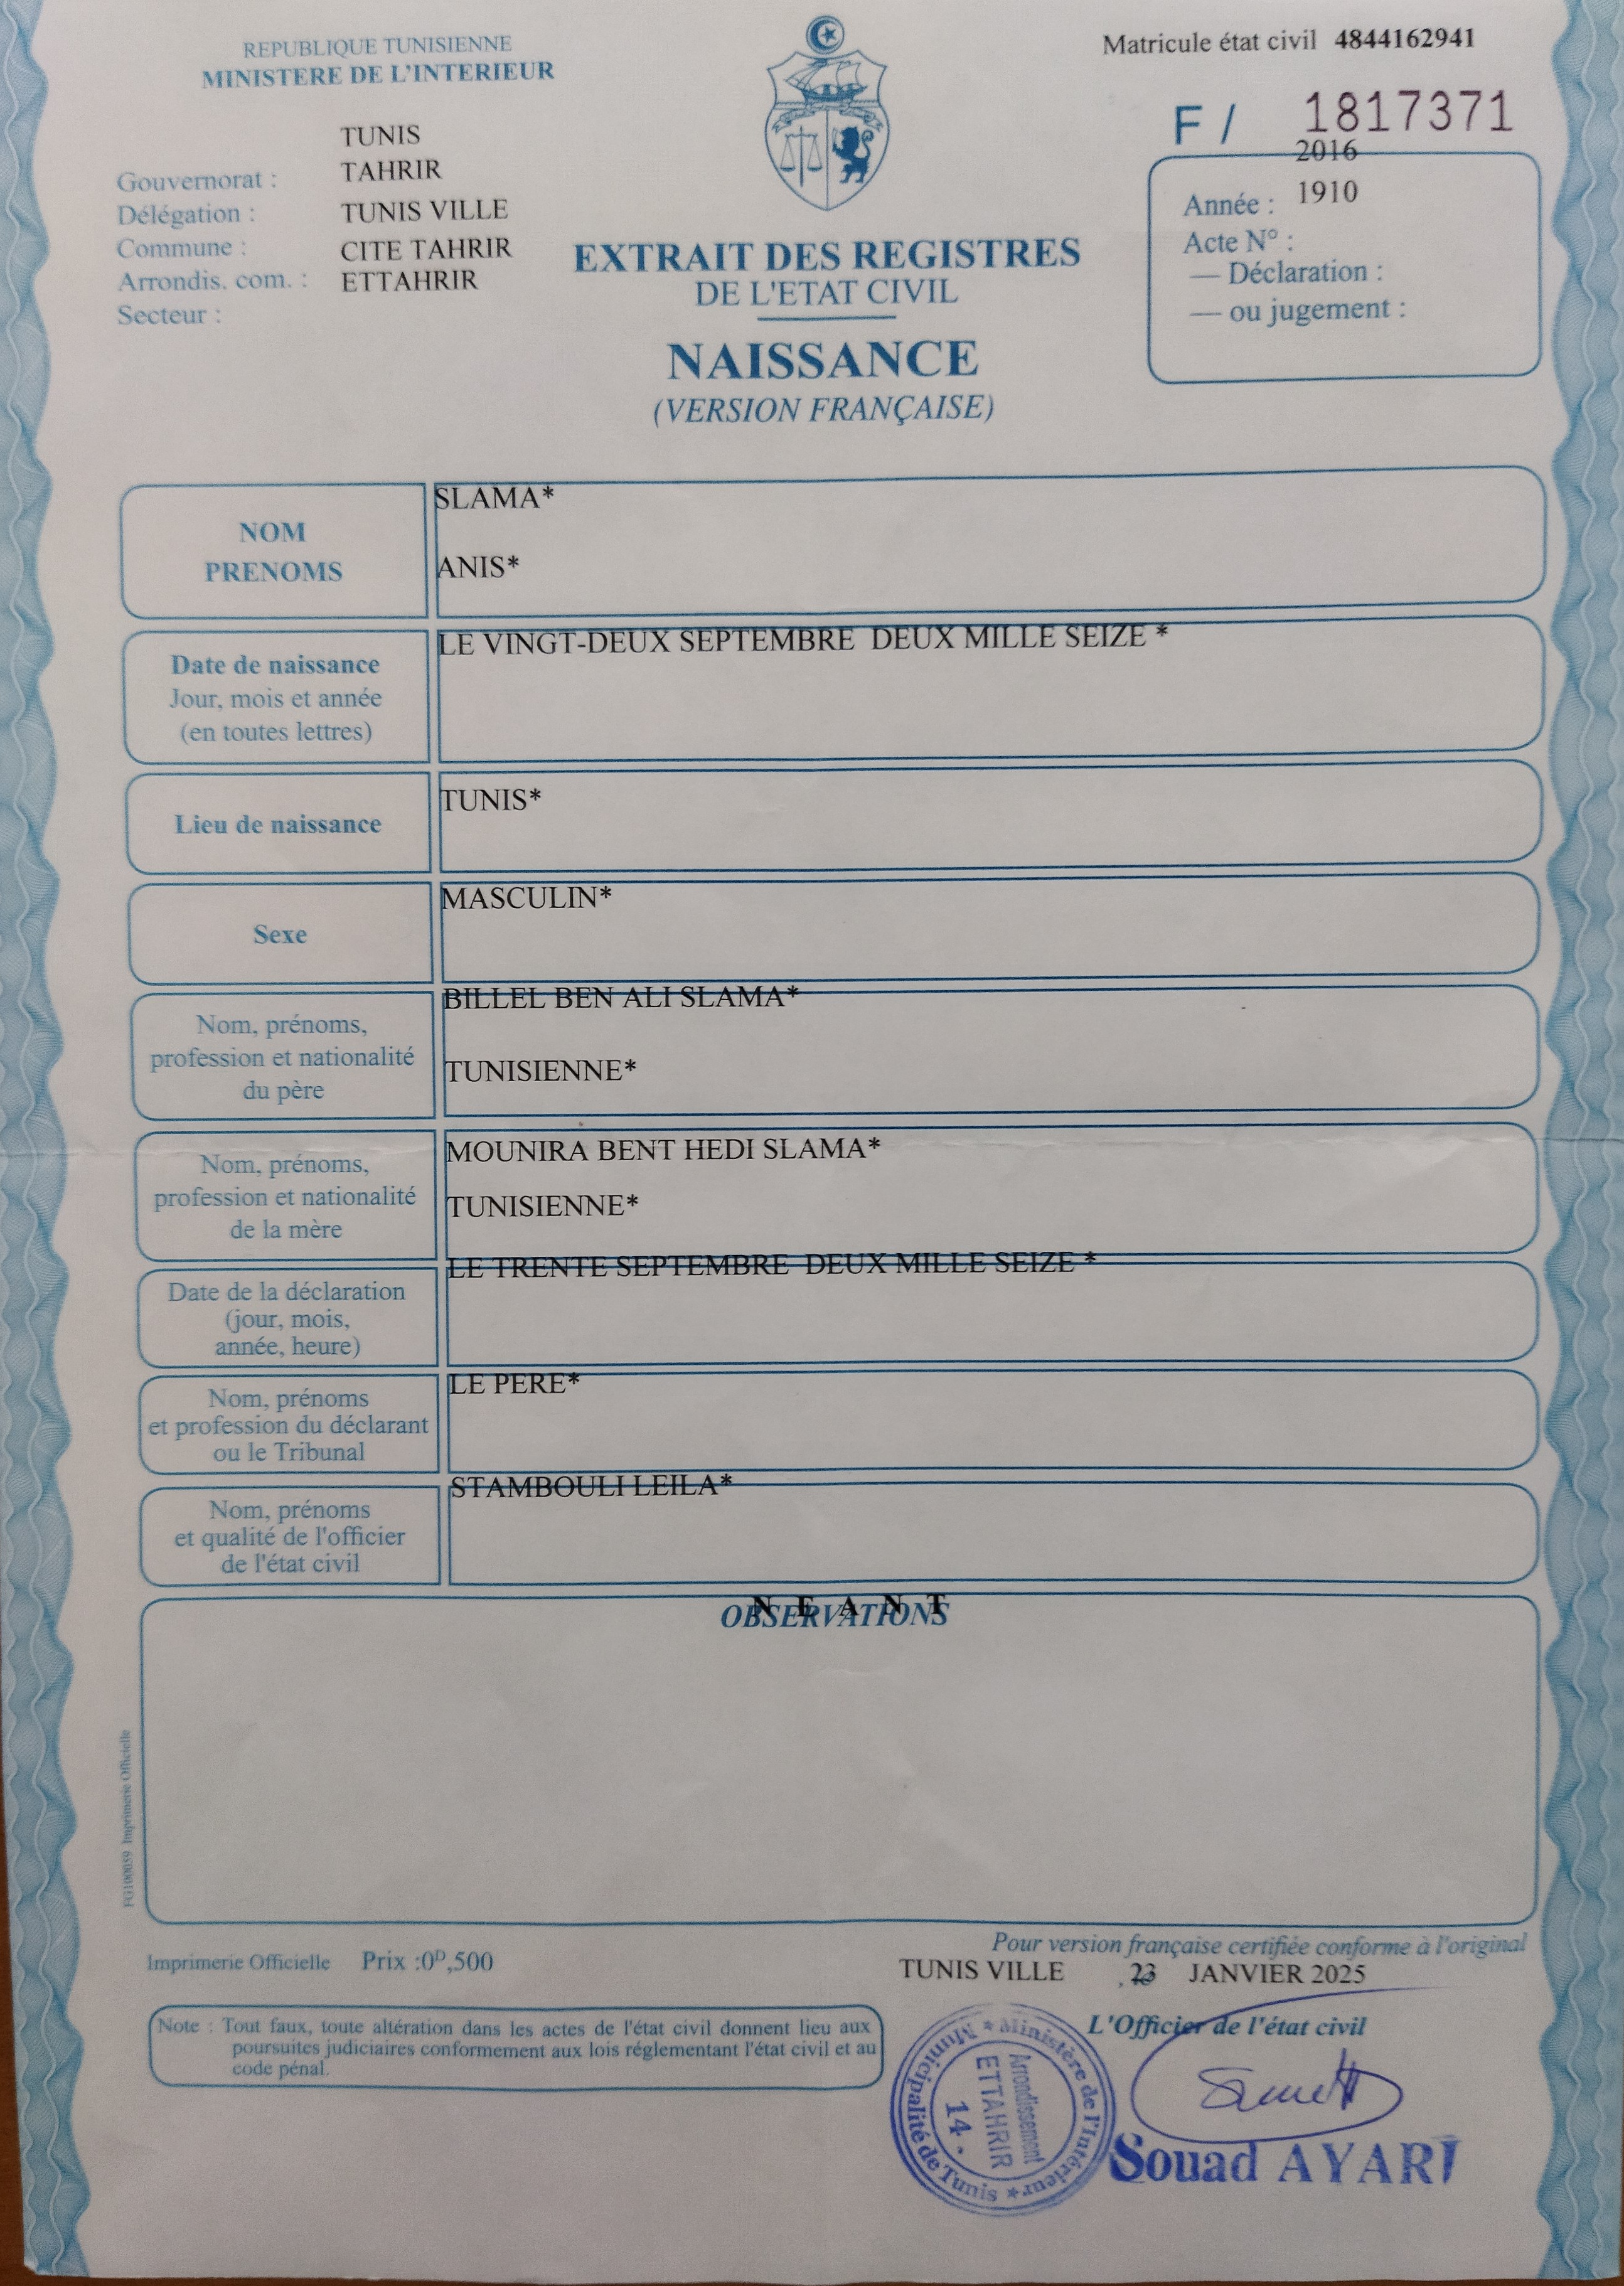 REPUBLIQUE TUNISIENNE
MINISTERE DE L'INTERIEUR
TUNIS
TAHRIR
Gouvernorat :
Délégation :
TUNIS VILLE
Commune :
CITE TAHRIR
Arrondis. com. :
ETTAHRIR
Secteur :
EXTRAIT DES REGISTRES
DE L'ETAT CIVIL
NAISSANCE
(VERSION FRANÇAISE)
Matricule état civil 4844162941
F / 1817371
2016
Année : 1910
Acte N° :
— Déclaration :
— ou jugement :
NOM
PRENOMS
SLAMA*
ANIS*
Date de naissance
Jour, mois et année
(en toutes lettres)
LE VINGT-DEUX SEPTEMBRE DEUX MILLE SEIZE *
Lieu de naissance
TUNIS*
Sexe
MASCULIN*
Nom, prénoms,
profession et nationalité
du père
BILLEL BEN ALI SLAMA*
TUNISIENNE*
Nom, prénoms,
profession et nationalité
de la mère
MOUNIRA BENT HEDI SLAMA*
TUNISIENNE*
Date de la déclaration
(jour, mois,
année, heure)
LE TRENTE SEPTEMBRE DEUX MILLE SEIZE *
Nom, prénoms
et profession du déclarant
ou le Tribunal
LE PERE*
Nom, prénoms
et qualité de l'officier
de l'état civil
STAMBOULI LEILA*
N E A N T
OBSERVATIONS
FG100059 Imprimerie Officielle
Imprimerie Officielle Prix :0D,500
Pour version française certifiée conforme à l'original
TUNIS VILLE , 23 JANVIER 2025
L'Officier de l'état civil
Note : Tout faux, toute altération dans les actes de l'état civil donnent lieu aux
poursuites judiciaires conformement aux lois réglementant l'état civil et au
code pénal.
* Ministère de l'Intérieur *
Municipalité de Tunis
Arrondissement
ETTAHRIR
14.
Souad AYARI